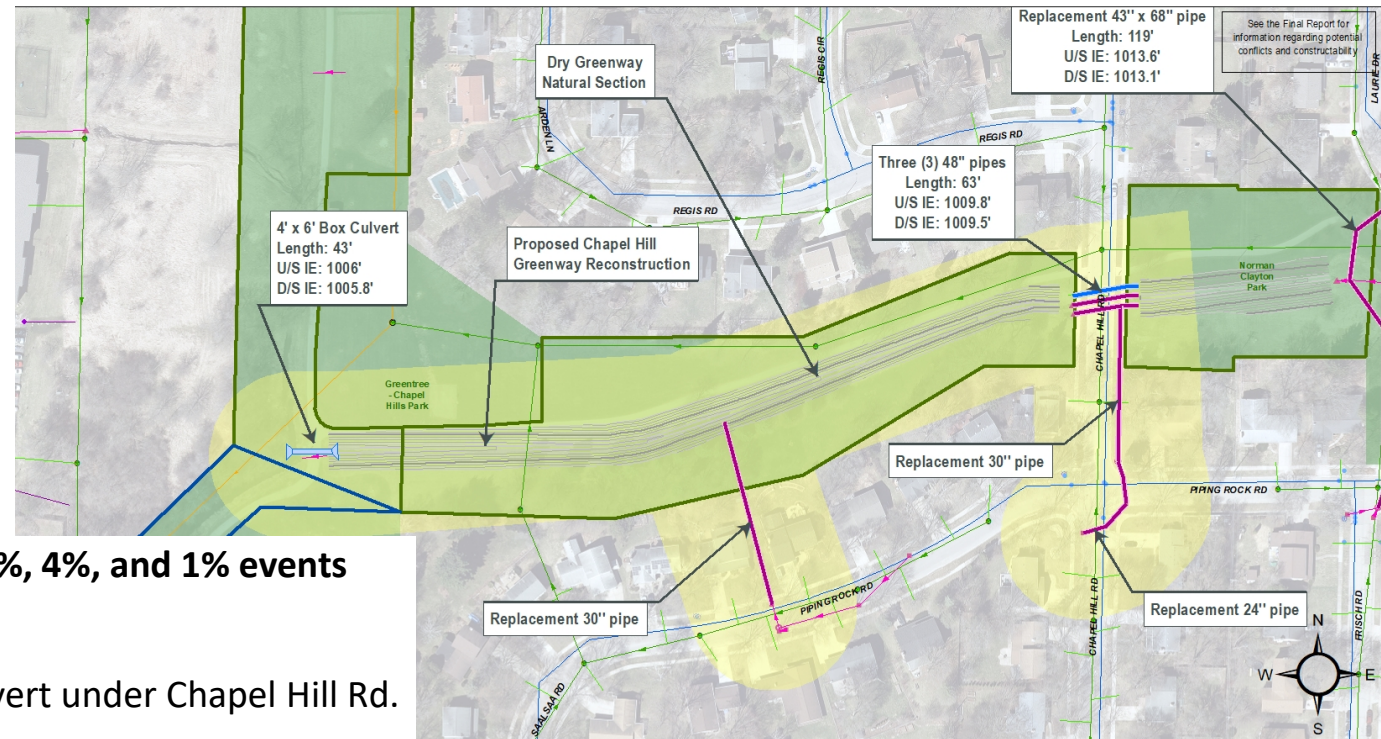 Replacement 43'' x 68'' pipe
Length: 119'
U/S IE: 1013.6'
D/S IE: 1013.1'
See the Final Report for
information regarding potential
conflicts and constructability
Dry Greenway
Natural Section
REGIS CIR
LAURIE DR
ARDEN LN
REGIS RD
Three (3) 48'' pipes
Length: 63'
U/S IE: 1009.8'
D/S IE: 1009.5'
REGIS RD
4' x 6' Box Culvert
Length: 43'
U/S IE: 1006'
D/S IE: 1005.8'
Proposed Chapel Hill
Greenway Reconstruction
Norman
Clayton
Park
CHAPEL HILL RD
Greentree
- Chapel
Hills Park
Replacement 30'' pipe
PIPING ROCK RD
%, 4%, and 1% events
PIPING ROCK RD
Replacement 30'' pipe
Replacement 24'' pipe
CHAPEL HILL RD
FRISCH RD
SAALSAA RD
vert under Chapel Hill Rd.
N
W
E
S